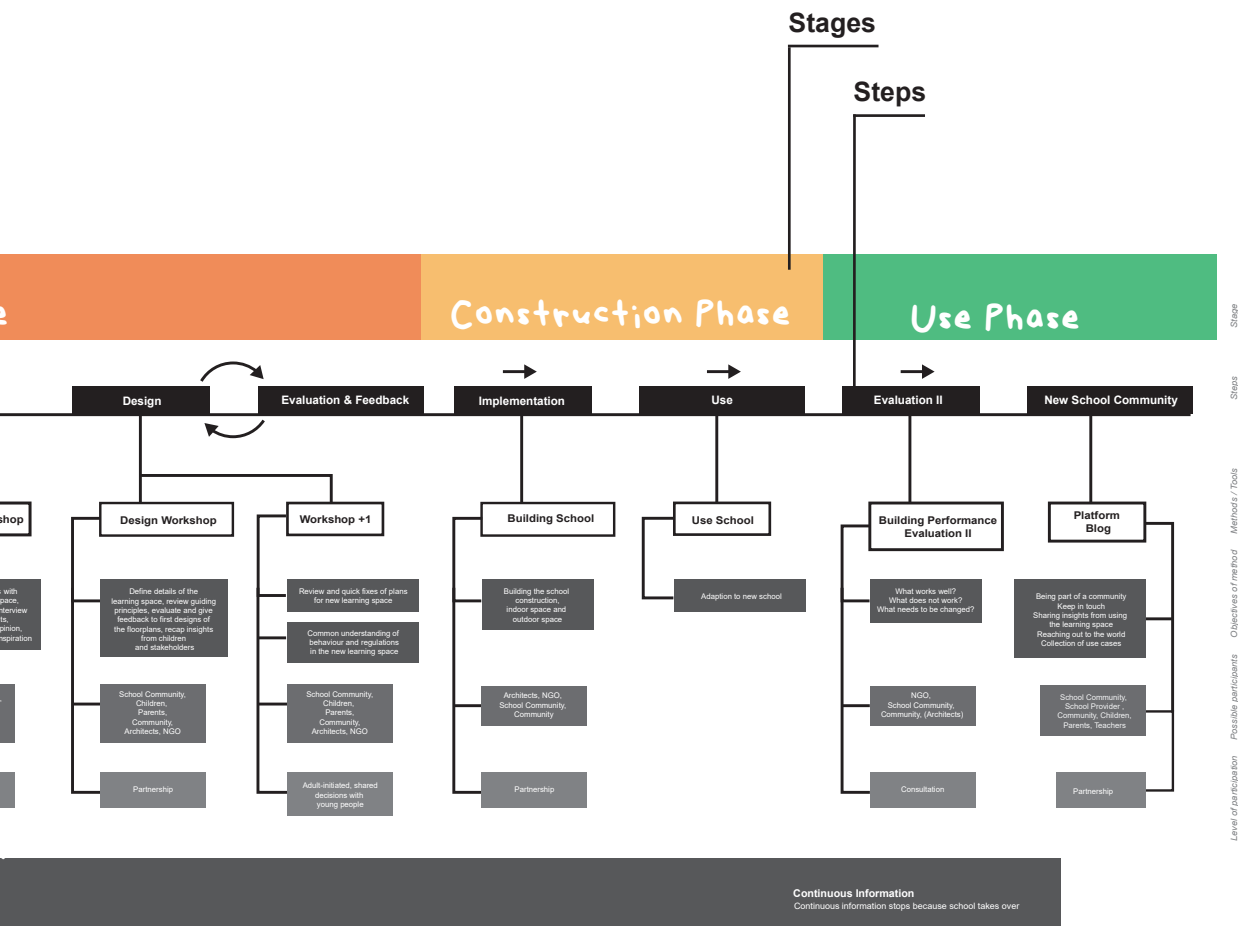 Stages
Steps
e
Construction Phase
Use Phase
Stage
Steps
Design
Evaluation & Feedback
Implementation
Use
Evaluation II
New School Community
Methods / Tools
shop
Design Workshop
Workshop +1
Building School
Use School
Building Performance
Evaluation II
Platform
Blog
Objectives of method
s with
pace,
nterview
ts,
pinion,
nspiration
Define details of the
learning space, review guiding
principles, evaluate and give
feedback to first designs of
the floorplans, recap insights
from children
and stakeholders
Review and quick fixes of plans
for new learning space
Common understanding of
behaviour and regulations
in the new learning space
Building the school
construction,
indoor space and
outdoor space
Adaption to new school
What works well?
What does not work?
What needs to be changed?
Being part of a community
Keep in touch
Sharing insights from using
the learning space
Reaching out to the world
Collection of use cases
Possible participants
School Community,
Children,
Parents,
Community,
Architects, NGO
School Community,
Children,
Parents,
Community,
Architects, NGO
Architects, NGO,
School Community,
Community
NGO,
School Community,
Community, (Architects)
School Community,
School Provider ,
Community, Children,
Parents, Teachers
Level of participation
Partnership
Adult-initiated, shared
decisions with
young people
Partnership
Consultation
Partnership
Continuous Information
Continuous information stops because school takes over